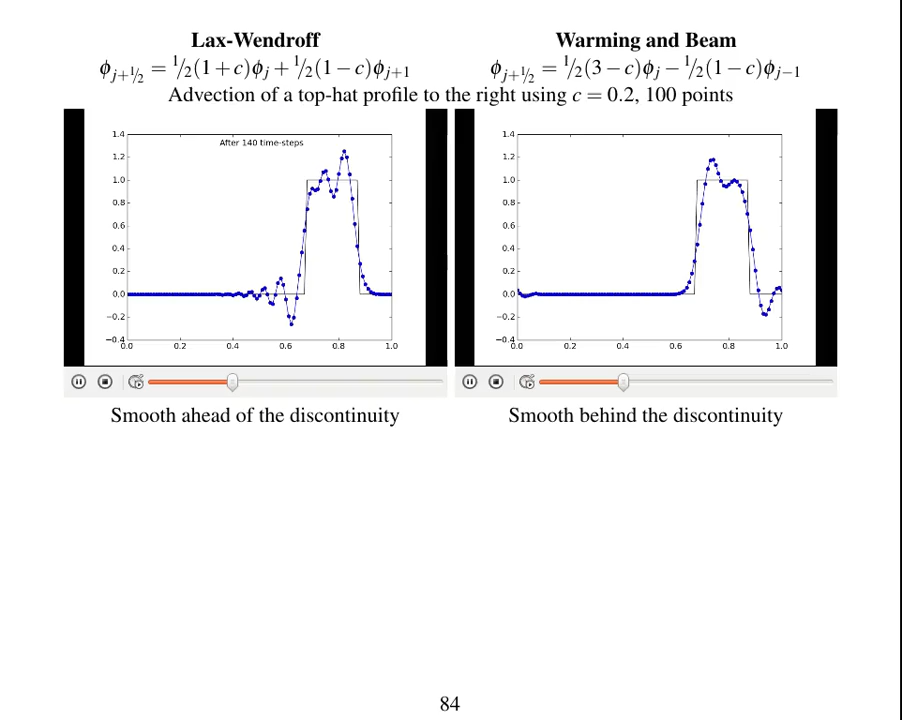 Lax-Wendroff
ϕ_{j+1/2} = 1/2(1+c)ϕ_j + 1/2(1−c)ϕ_{j+1}
Warming and Beam
ϕ_{j+1/2} = 1/2(3−c)ϕ_j − 1/2(1−c)ϕ_{j−1}
Advection of a top-hat profile to the right using c = 0.2, 100 points
After 140 time-steps
1.4
1.2
1.0
0.8
0.6
0.4
0.2
0.0
−0.2
−0.4
0.0 0.2 0.4 0.6 0.8 1.0
1.4
1.2
1.0
0.8
0.6
0.4
0.2
0.0
−0.2
−0.4
0.0 0.2 0.4 0.6 0.8 1.0
Smooth ahead of the discontinuity
Smooth behind the discontinuity
84